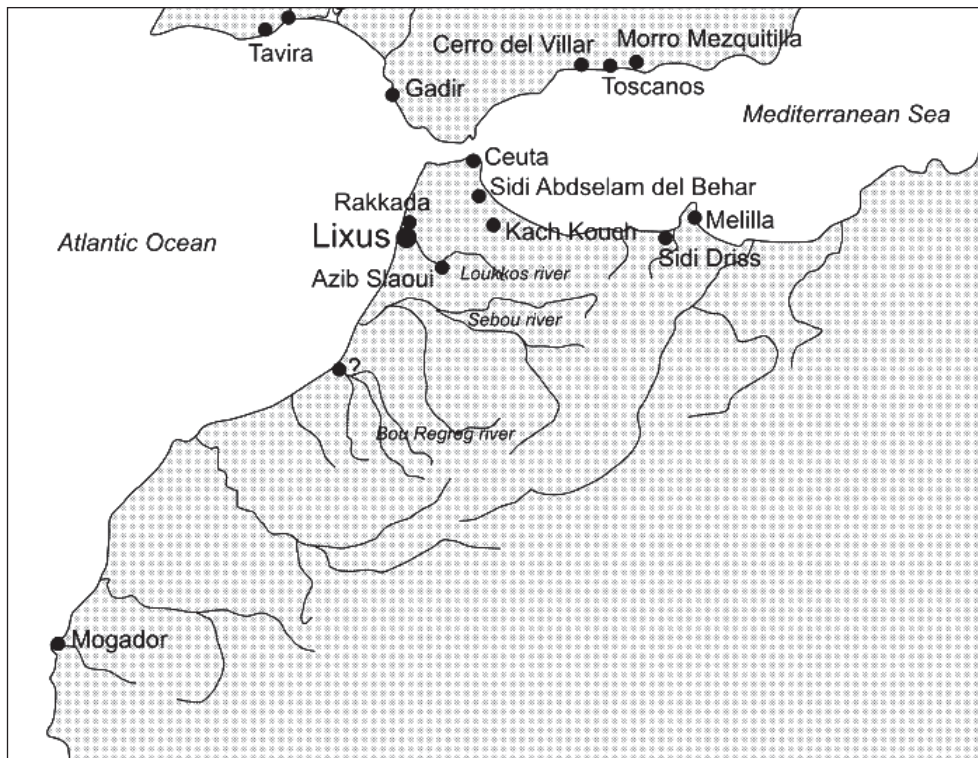 Tavira
Cerro del Villar
Morro Mezquitilla
Toscanos
Gadir
Mediterranean Sea
Ceuta
Sidi Abdselam del Behar
Rakkada
Melilla
Lixus
Kach Kouch
Atlantic Ocean
Sidi Driss
Azib Slaoui
Loukkos river
Sebou river
?
Bou Regreg river
Mogador